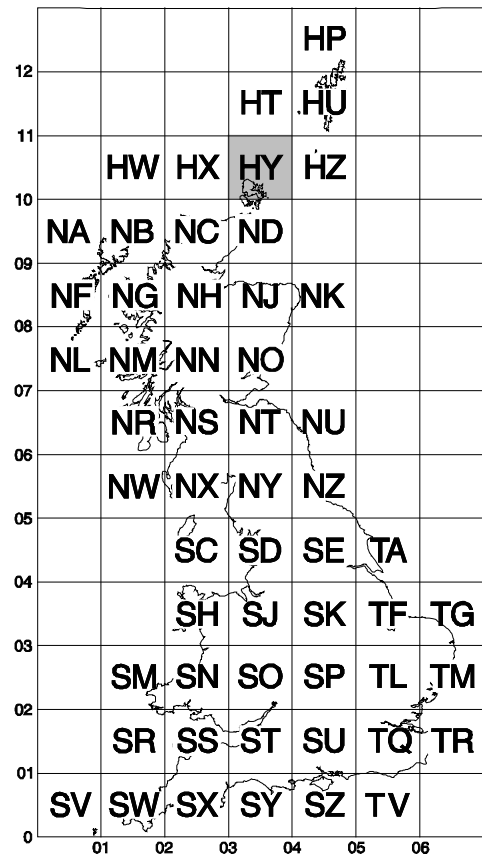 HP
12
HT HU
11
HW HX HY HZ
10
NA NB NC ND
09
NF NG NH NJ NK
08
NL NM NN NO
07
NR NS NT NU
06
NW NX NY NZ
05
SC SD SE TA
04
SH SJ SK TF TG
03
SM SN SO SP TL TM
02
SR SS ST SU TQ TR
01
SV SW SX SY SZ TV
0
01 02 03 04 05 06